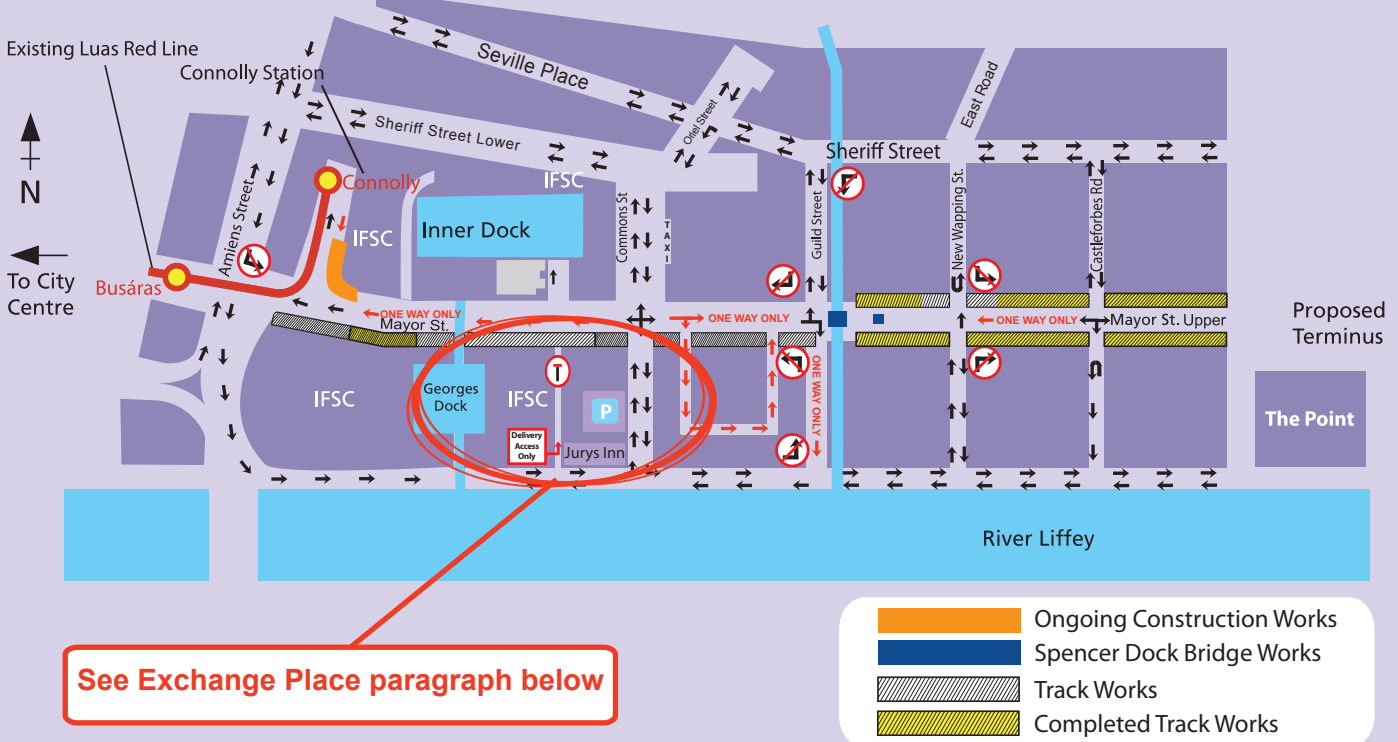 Existing Luas Red Line
Connolly Station
Seville Place
East Road
Oriel Street
Sheriff Street Lower
Sheriff Street
N
Connolly
IFSC
Commons St
TAXI
Guild Street
New Wapping St.
Castleforbes Rd
Amiens Street
IFSC
Inner Dock
To City
Centre
Busáras
ONE WAY ONLY
Mayor St.
ONE WAY ONLY
ONE WAY ONLY
Mayor St. Upper
Proposed
Terminus
ONE WAY ONLY
IFSC
Georges
Dock
IFSC
P
The Point
Delivery
Access
Only
Jurys Inn
River Liffey
See Exchange Place paragraph below
Ongoing Construction Works
Spencer Dock Bridge Works
Track Works
Completed Track Works